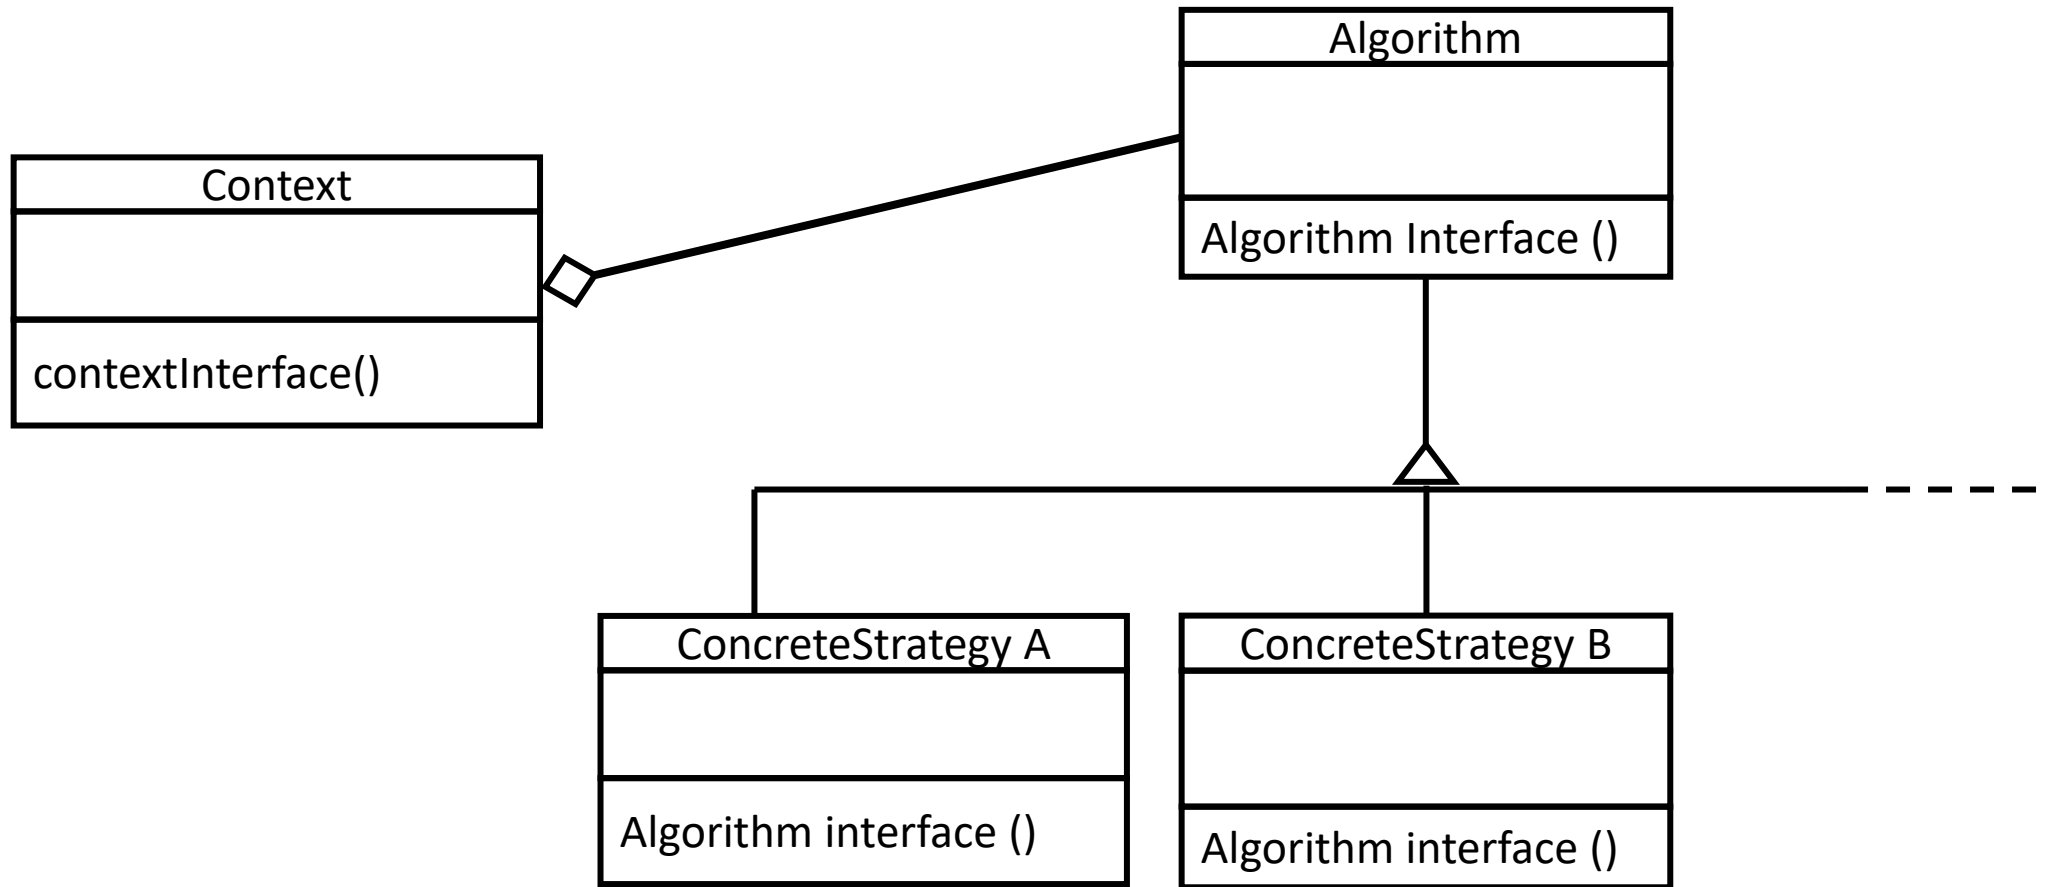 Algorithm
Algorithm Interface ()
Context
contextInterface()
ConcreteStrategy A
Algorithm interface ()
ConcreteStrategy B
Algorithm interface ()